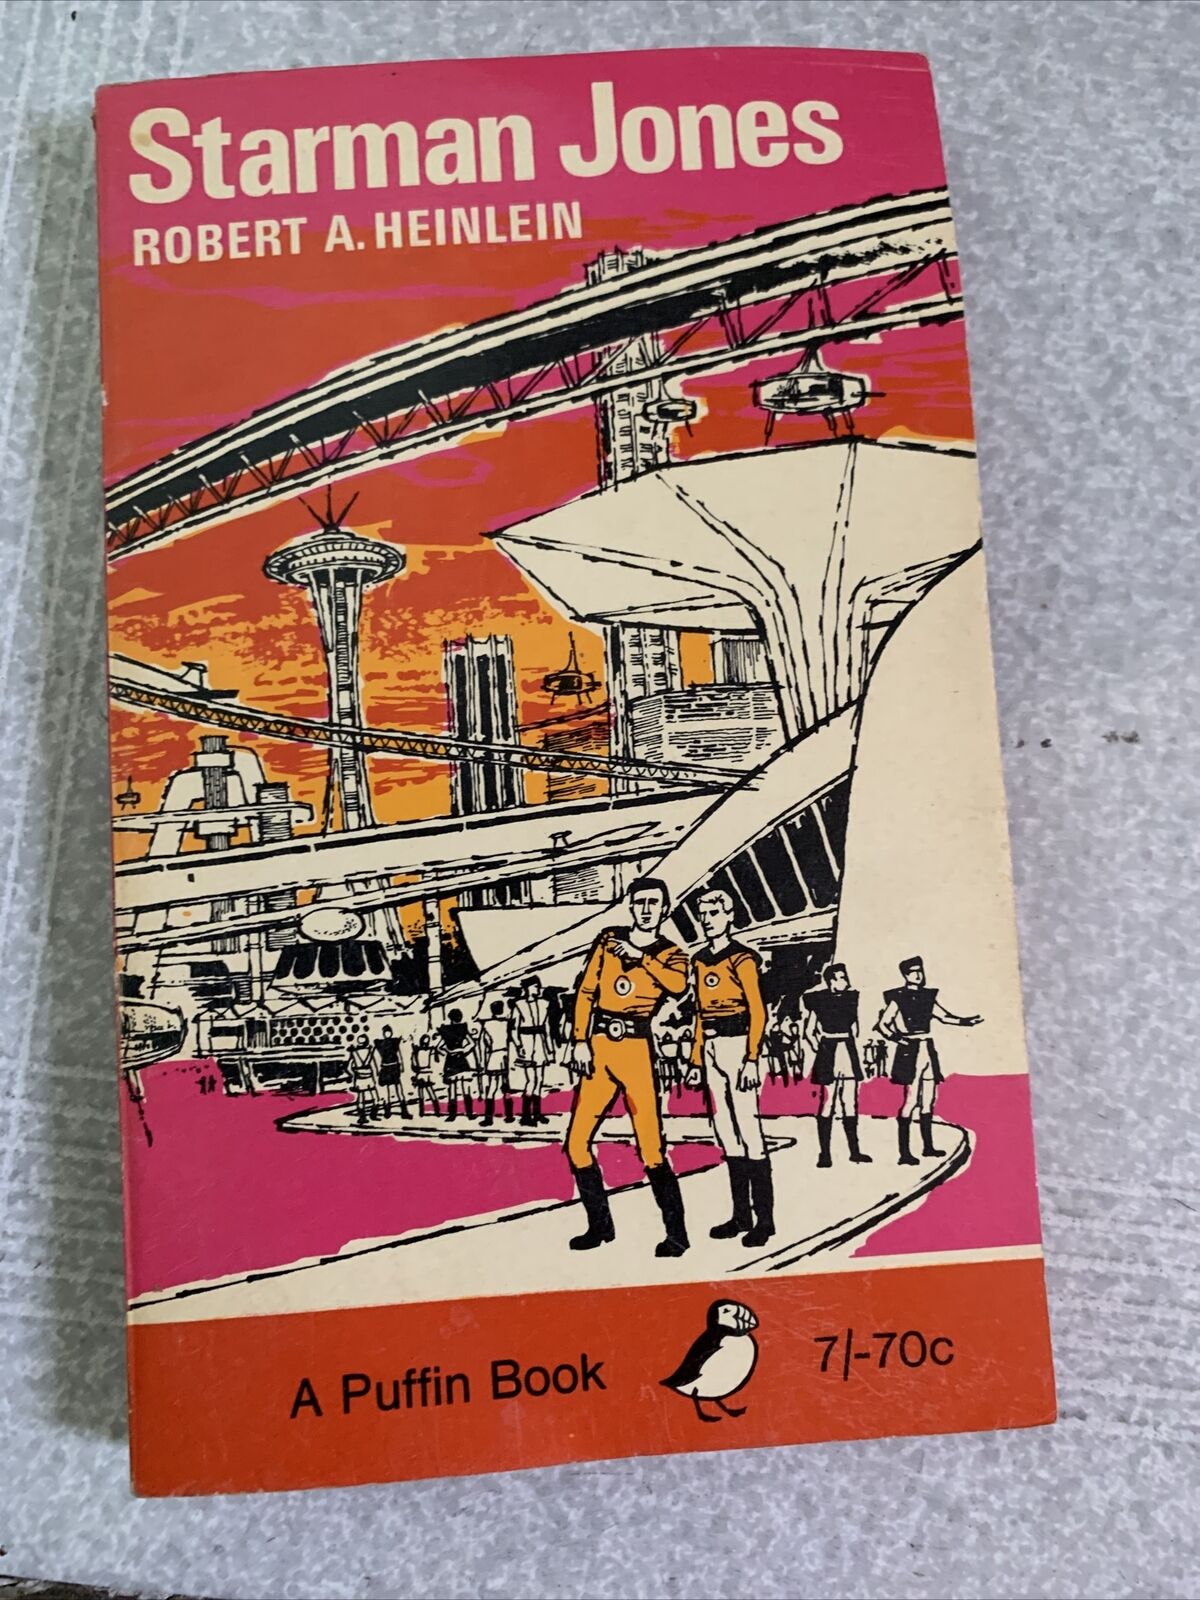 Starman Jones
ROBERT A. HEINLEIN
A Puffin Book
7/-70c